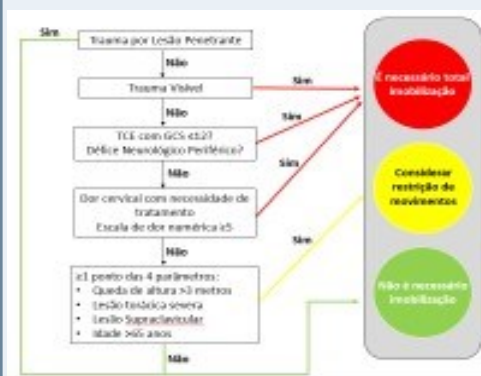 Sim
Trauma por Lesão Penetrante
Não
Trauma Visível
Sim
Não
TCE com GCS ≤12?
Défice Neurológico Periférico?
Sim
Não
Dor cervical com necessidade de
tratamento
Escala de dor numérica ≥5
Sim
Não
≥1 ponto das 4 parâmetros:
• Queda de altura >3 metros
• Lesão torácica severa
• Lesão Supraclavicular
• Idade >65 anos
Sim
Não
É necessário total
imobilização
Considerar
restrição de
movimentos
Não é necessário
imobilização